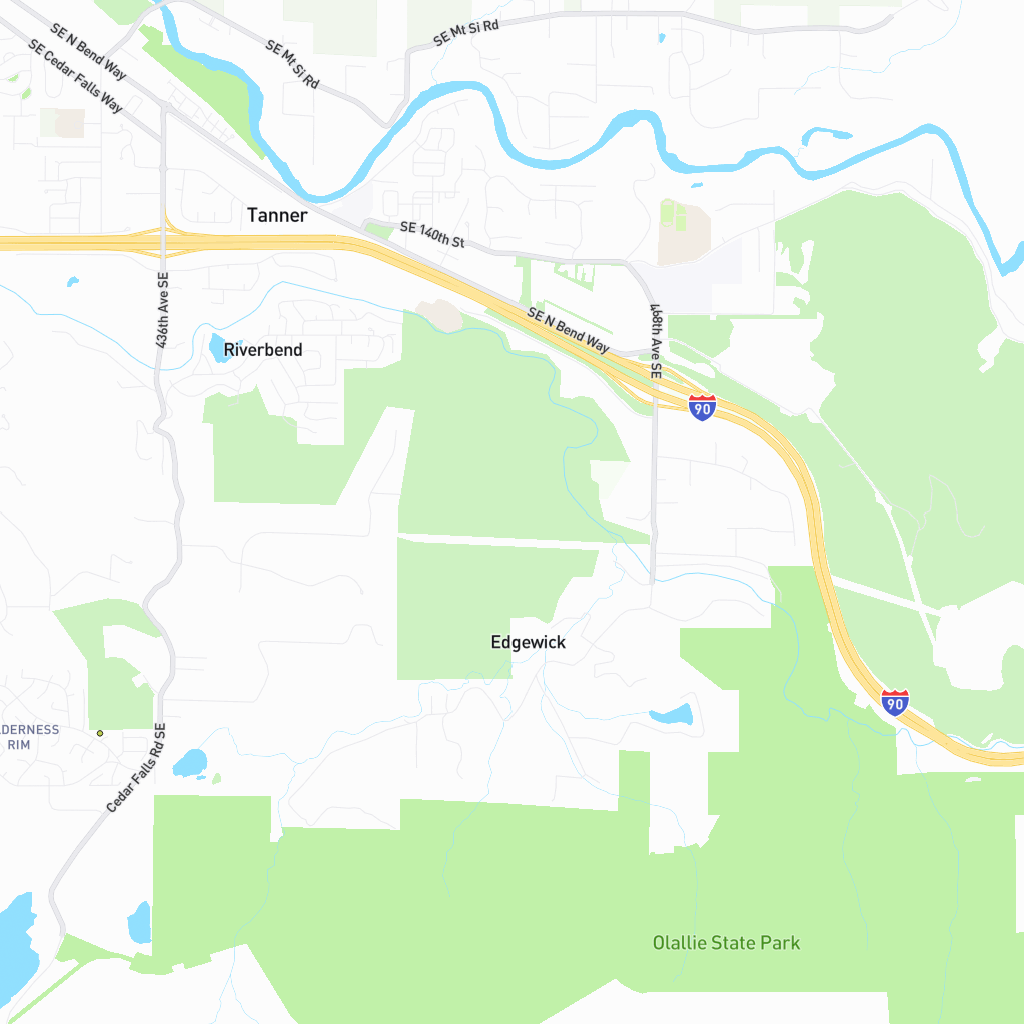 SE N Bend Way
SE Cedar Falls Way
SE Mt Si Rd
SE Mt Si Rd
Tanner
SE 140th St
436th Ave SE
SE N Bend Way
468th Ave SE
Riverbend
90
Edgewick
90
RIM
Cedar Falls Rd SE
Olallie State Park